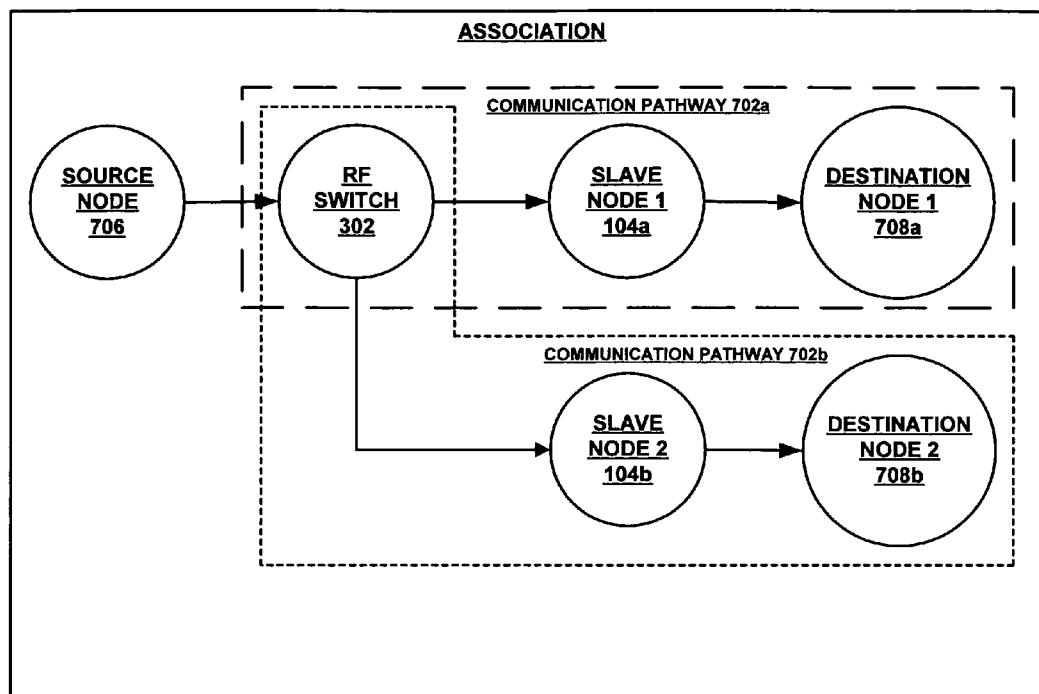 ASSOCIATION
COMMUNICATION PATHWAY 702a
SOURCE
NODE
706
RF
SWITCH
302
SLAVE
NODE 1
104a
DESTINATION
NODE 1
708a
COMMUNICATION PATHWAY 702b
SLAVE
NODE 2
104b
DESTINATION
NODE 2
708b